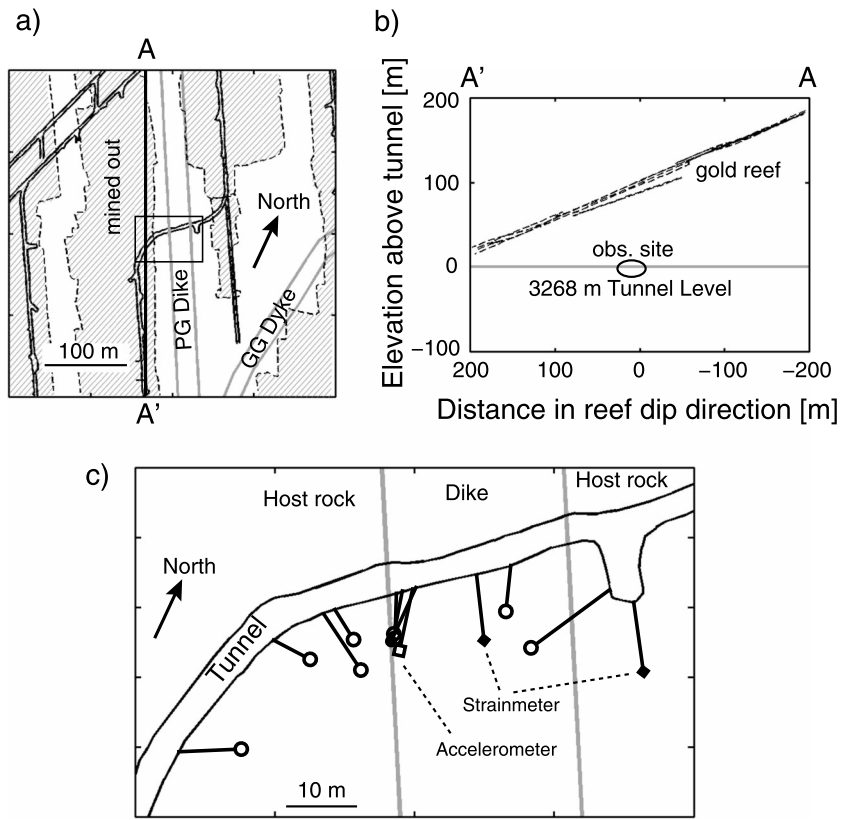 a)
A
mined out
North
PG Dike
GG Dyke
100 m
A'
b)
A'
A
Elevation above tunnel [m]
200
100
0
−100
gold reef
obs. site
3268 m Tunnel Level
200
100
0
−100
−200
Distance in reef dip direction [m]
c)
Host rock
Dike
Host rock
North
Tunnel
Strainmeter
Accelerometer
10 m